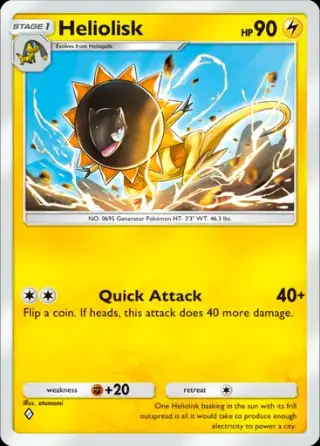 STAGE 1
Heliolisk
HP 90
Evolves from Helioptile
NO. 0695 Generator Pokémon HT: 3'3" WT: 46.3 lbs.
Quick Attack 40+
Flip a coin. If heads, this attack does 40 more damage.
weakness +20 retreat
Illus. otumami
One Heliolisk basking in the sun with its frill
outspread is all it would take to produce enough
electricity to power a city.